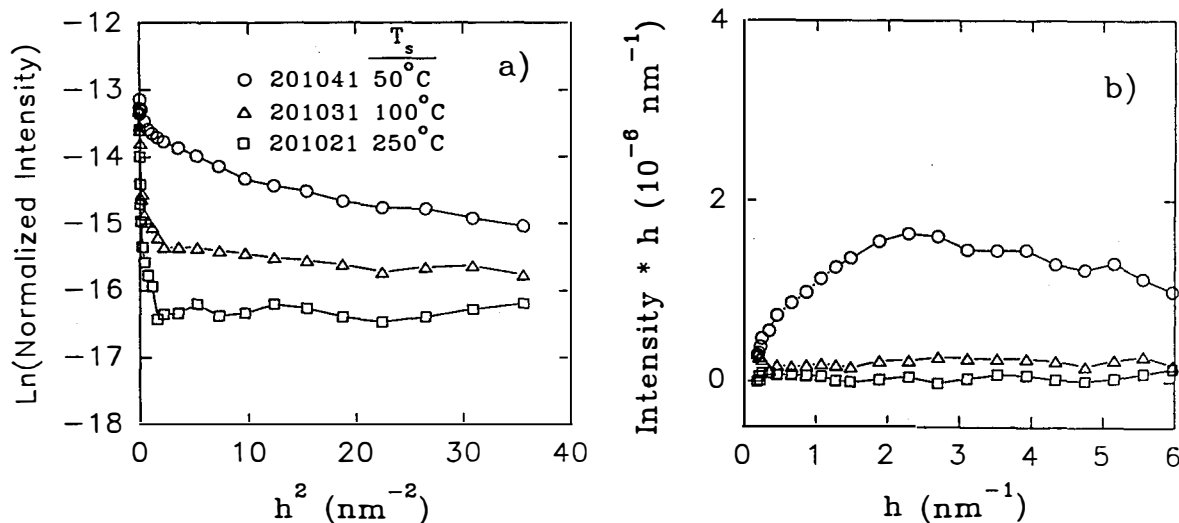 −12
−13
−14
−15
−16
−17
−18
Ln(Normalized Intensity)
Ts
a)
○ 201041 50°C
△ 201031 100°C
□ 201021 250°C
0 10 20 30 40
h² (nm⁻²)
4
2
0
Intensity * h (10⁻⁶ nm⁻¹)
b)
0 1 2 3 4 5 6
h (nm⁻¹)